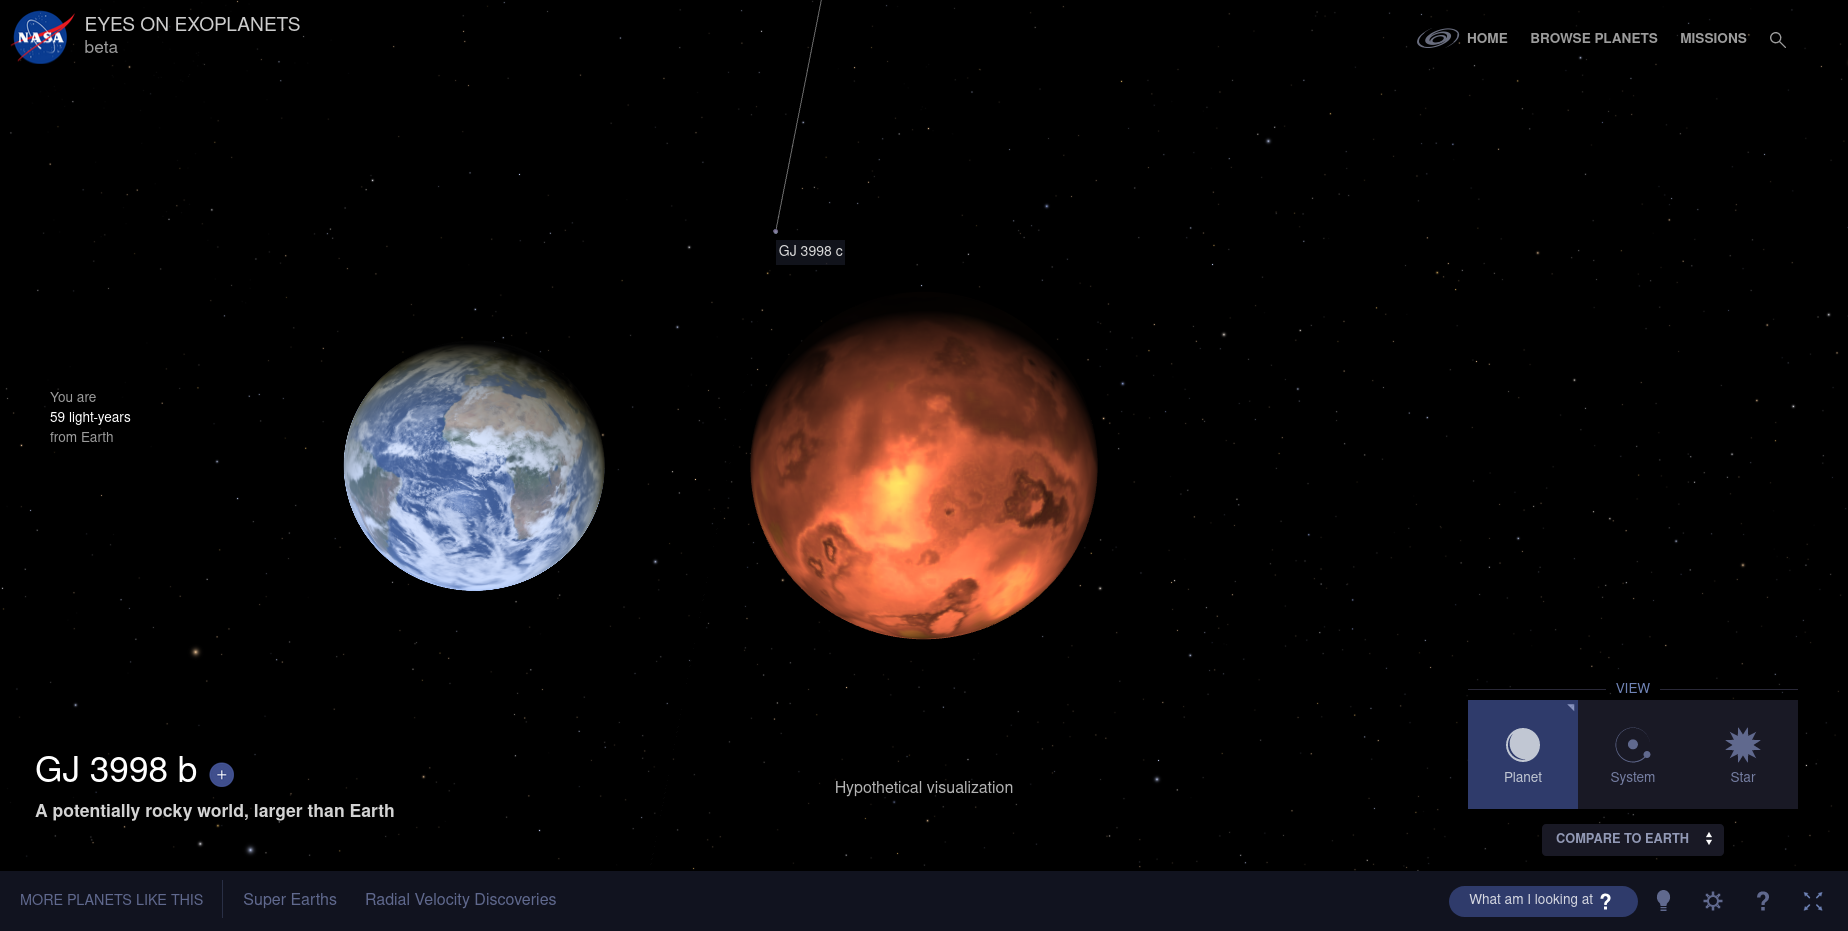 NASA
EYES ON EXOPLANETS
beta
HOME
BROWSE PLANETS
MISSIONS
GJ 3998 c
You are
59 light-years
from Earth
GJ 3998 b +
A potentially rocky world, larger than Earth
Hypothetical visualization
VIEW
Planet
System
Star
COMPARE TO EARTH
MORE PLANETS LIKE THIS
Super Earths
Radial Velocity Discoveries
What am I looking at ?
?